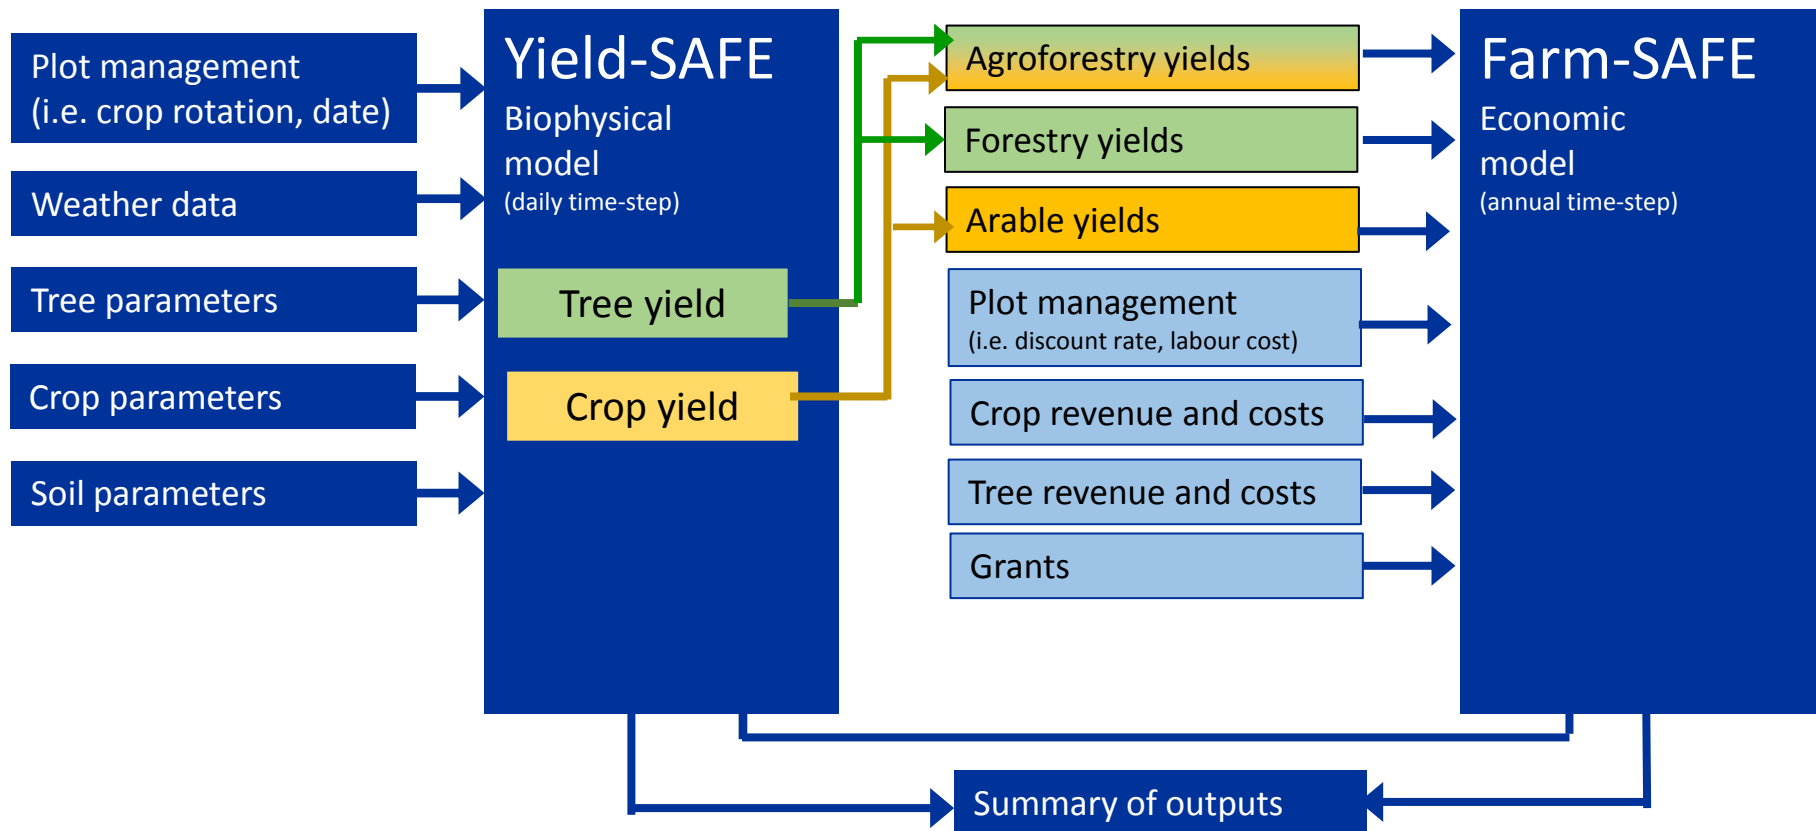 Plot management
(i.e. crop rotation, date)
Weather data
Tree parameters
Crop parameters
Soil parameters
Yield-SAFE
Biophysical
model
(daily time-step)
Tree yield
Crop yield
Agroforestry yields
Forestry yields
Arable yields
Plot management
(i.e. discount rate, labour cost)
Crop revenue and costs
Tree revenue and costs
Grants
Farm-SAFE
Economic
model
(annual time-step)
Summary of outputs